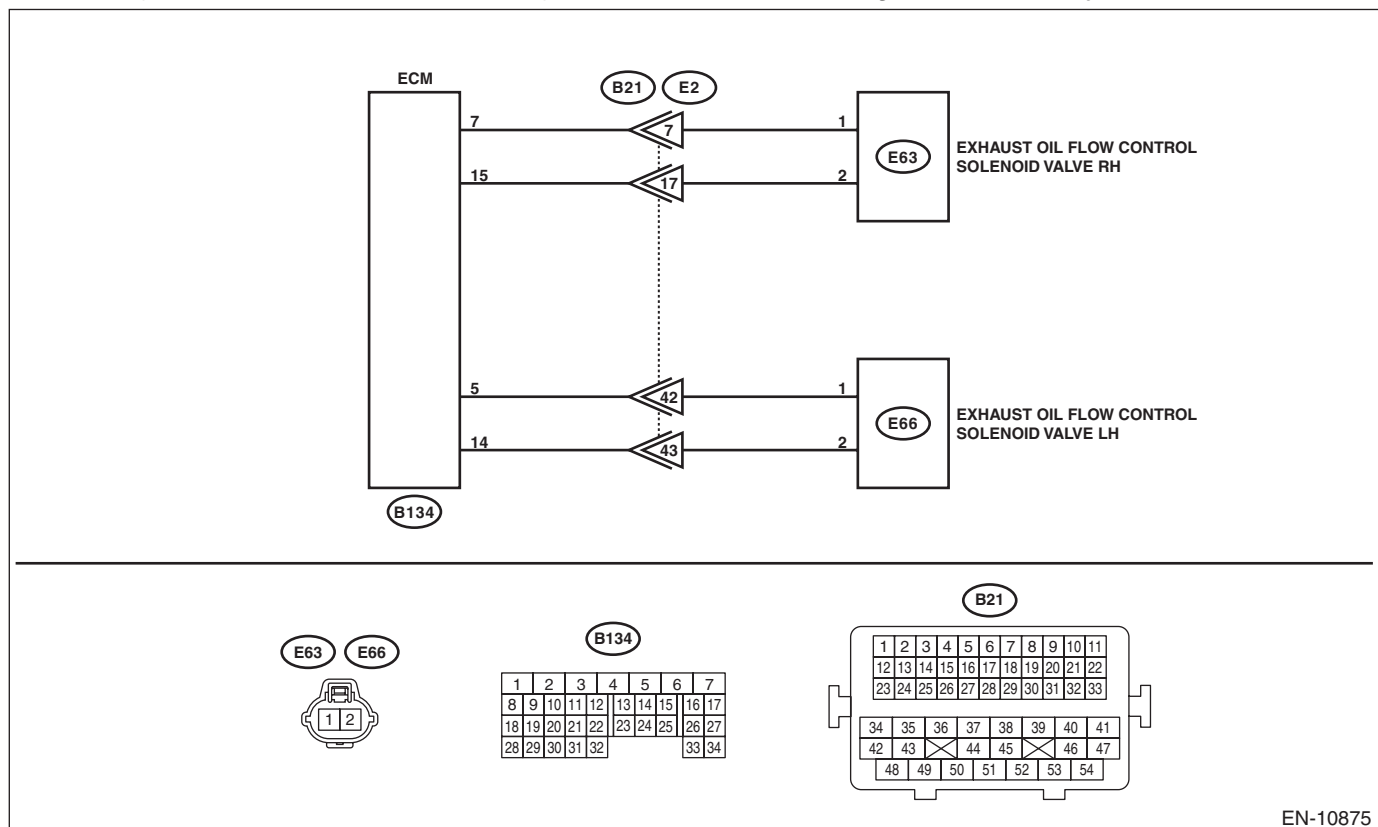 ECM
B21 E2
7 7 1
15 17 2
E63
EXHAUST OIL FLOW CONTROL
SOLENOID VALVE RH
5 42 1
14 43 2
E66
EXHAUST OIL FLOW CONTROL
SOLENOID VALVE LH
B134
E63 E66
1 2
B134
1 2 3 4 5 6 7
8 9 10 11 12 13 14 15 16 17
18 19 20 21 22 23 24 25 26 27
28 29 30 31 32 33 34
B21
1 2 3 4 5 6 7 8 9 10 11
12 13 14 15 16 17 18 19 20 21 22
23 24 25 26 27 28 29 30 31 32 33
34 35 36 37 38 39 40 41
42 43 44 45 46 47
48 49 50 51 52 53 54
EN-10875